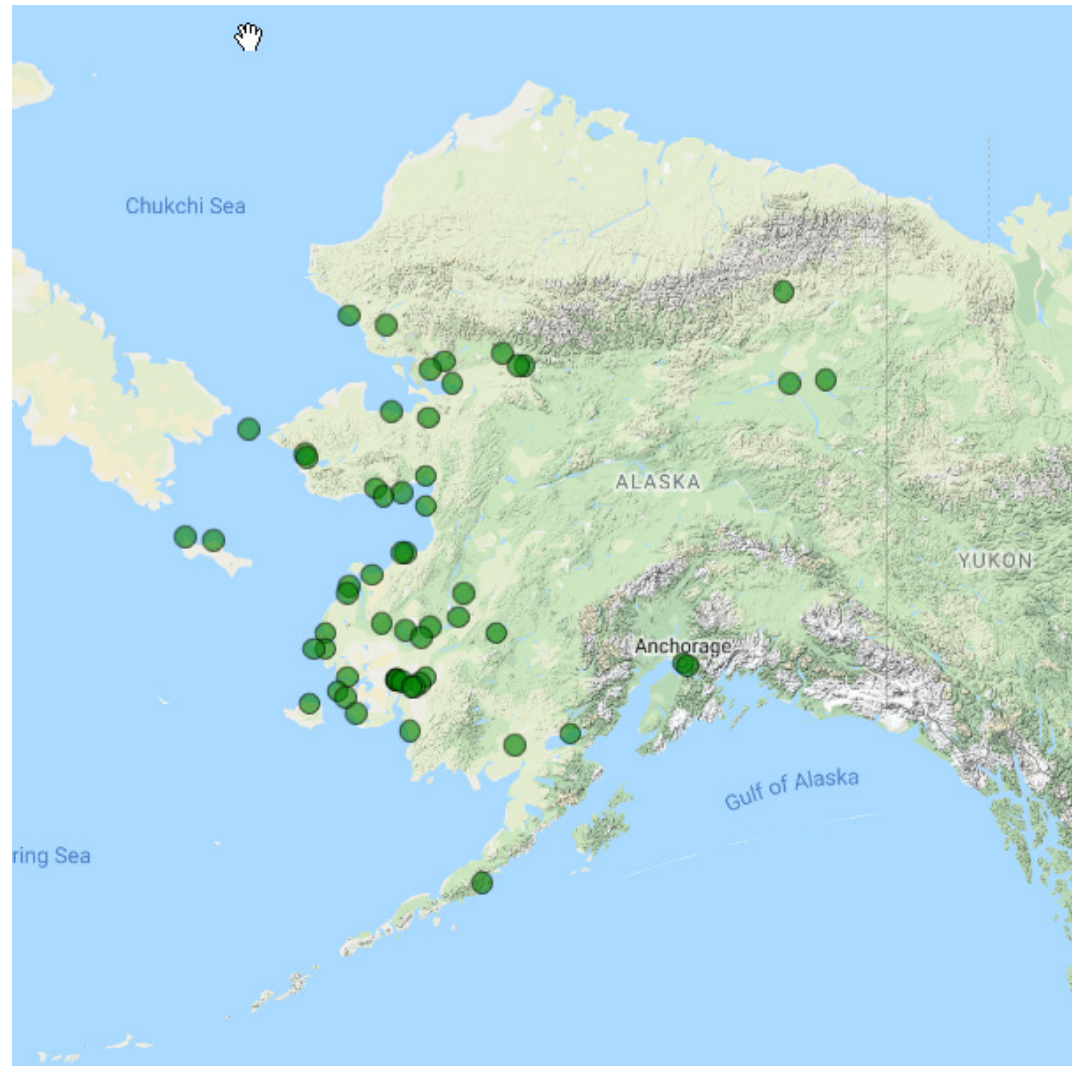 Chukchi Sea
ALASKA
YUKON
Anchorage
Gulf of Alaska
ring Sea